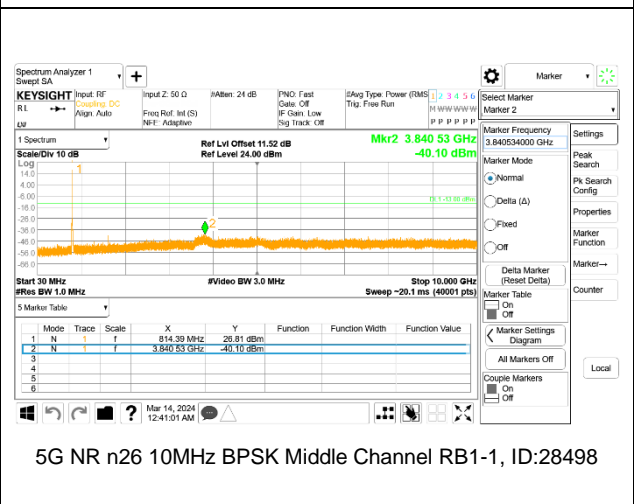 Spectrum Analyzer 1
Swept SA
+
Marker
KEYSIGHT
RL
Input: RF
Coupling: DC
Align: Auto
Input Z: 50 Ω
Freq Ref: Int (S)
NFE: Adaptive
#Atten: 24 dB
PNO: Fast
Gate: Off
IF Gain: Low
Sig Track: Off
#Avg Type: Power (RMS
Trig: Free Run
1 2 3 4 5 6
M W W W W W
P P P P P P
Select Marker
Marker 2
1 Spectrum
Scale/Div 10 dB
Log
Ref Lvl Offset 11.52 dB
Ref Level 24.00 dBm
Mkr2 3.840 53 GHz
-40.10 dBm
14.0
4.00
-6.00
-16.0
-26.0
-36.0
-46.0
-56.0
-66.0
1
2
DL1 -13.00 dBm
Start 30 MHz
#Res BW 1.0 MHz
#Video BW 3.0 MHz
Stop 10.000 GHz
Sweep ~20.1 ms (40001 pts)
5 Marker Table
Mode Trace Scale X Y Function Function Width Function Value
1 N 1 f 814.39 MHz 26.81 dBm
2 N 1 f 3.840 53 GHz -40.10 dBm
3
4
5
6
Marker Frequency
3.840534000 GHz
Marker Mode
Normal
Delta (Δ)
Fixed
Off
Delta Marker
(Reset Delta)
Marker Table
On
Off
Marker Settings
Diagram
All Markers Off
Couple Markers
On
Off
Settings
Peak
Search
Pk Search
Config
Properties
Marker
Function
Marker→
Counter
Local
?
Mar 14, 2024
12:41:01 AM
5G NR n26 10MHz BPSK Middle Channel RB1-1, ID:28498